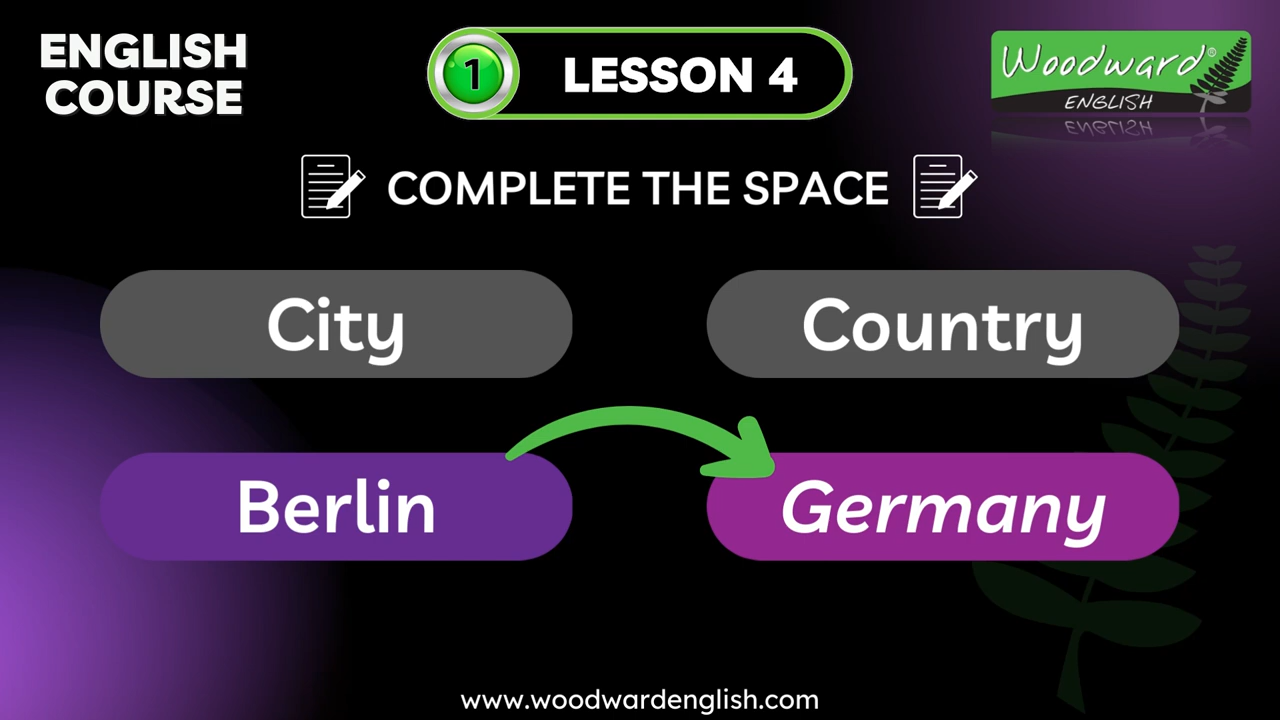 ENGLISH
COURSE
1
LESSON 4
Woodward®
ENGLISH
COMPLETE THE SPACE
City
Country
Berlin
Germany
www.woodwardenglish.com